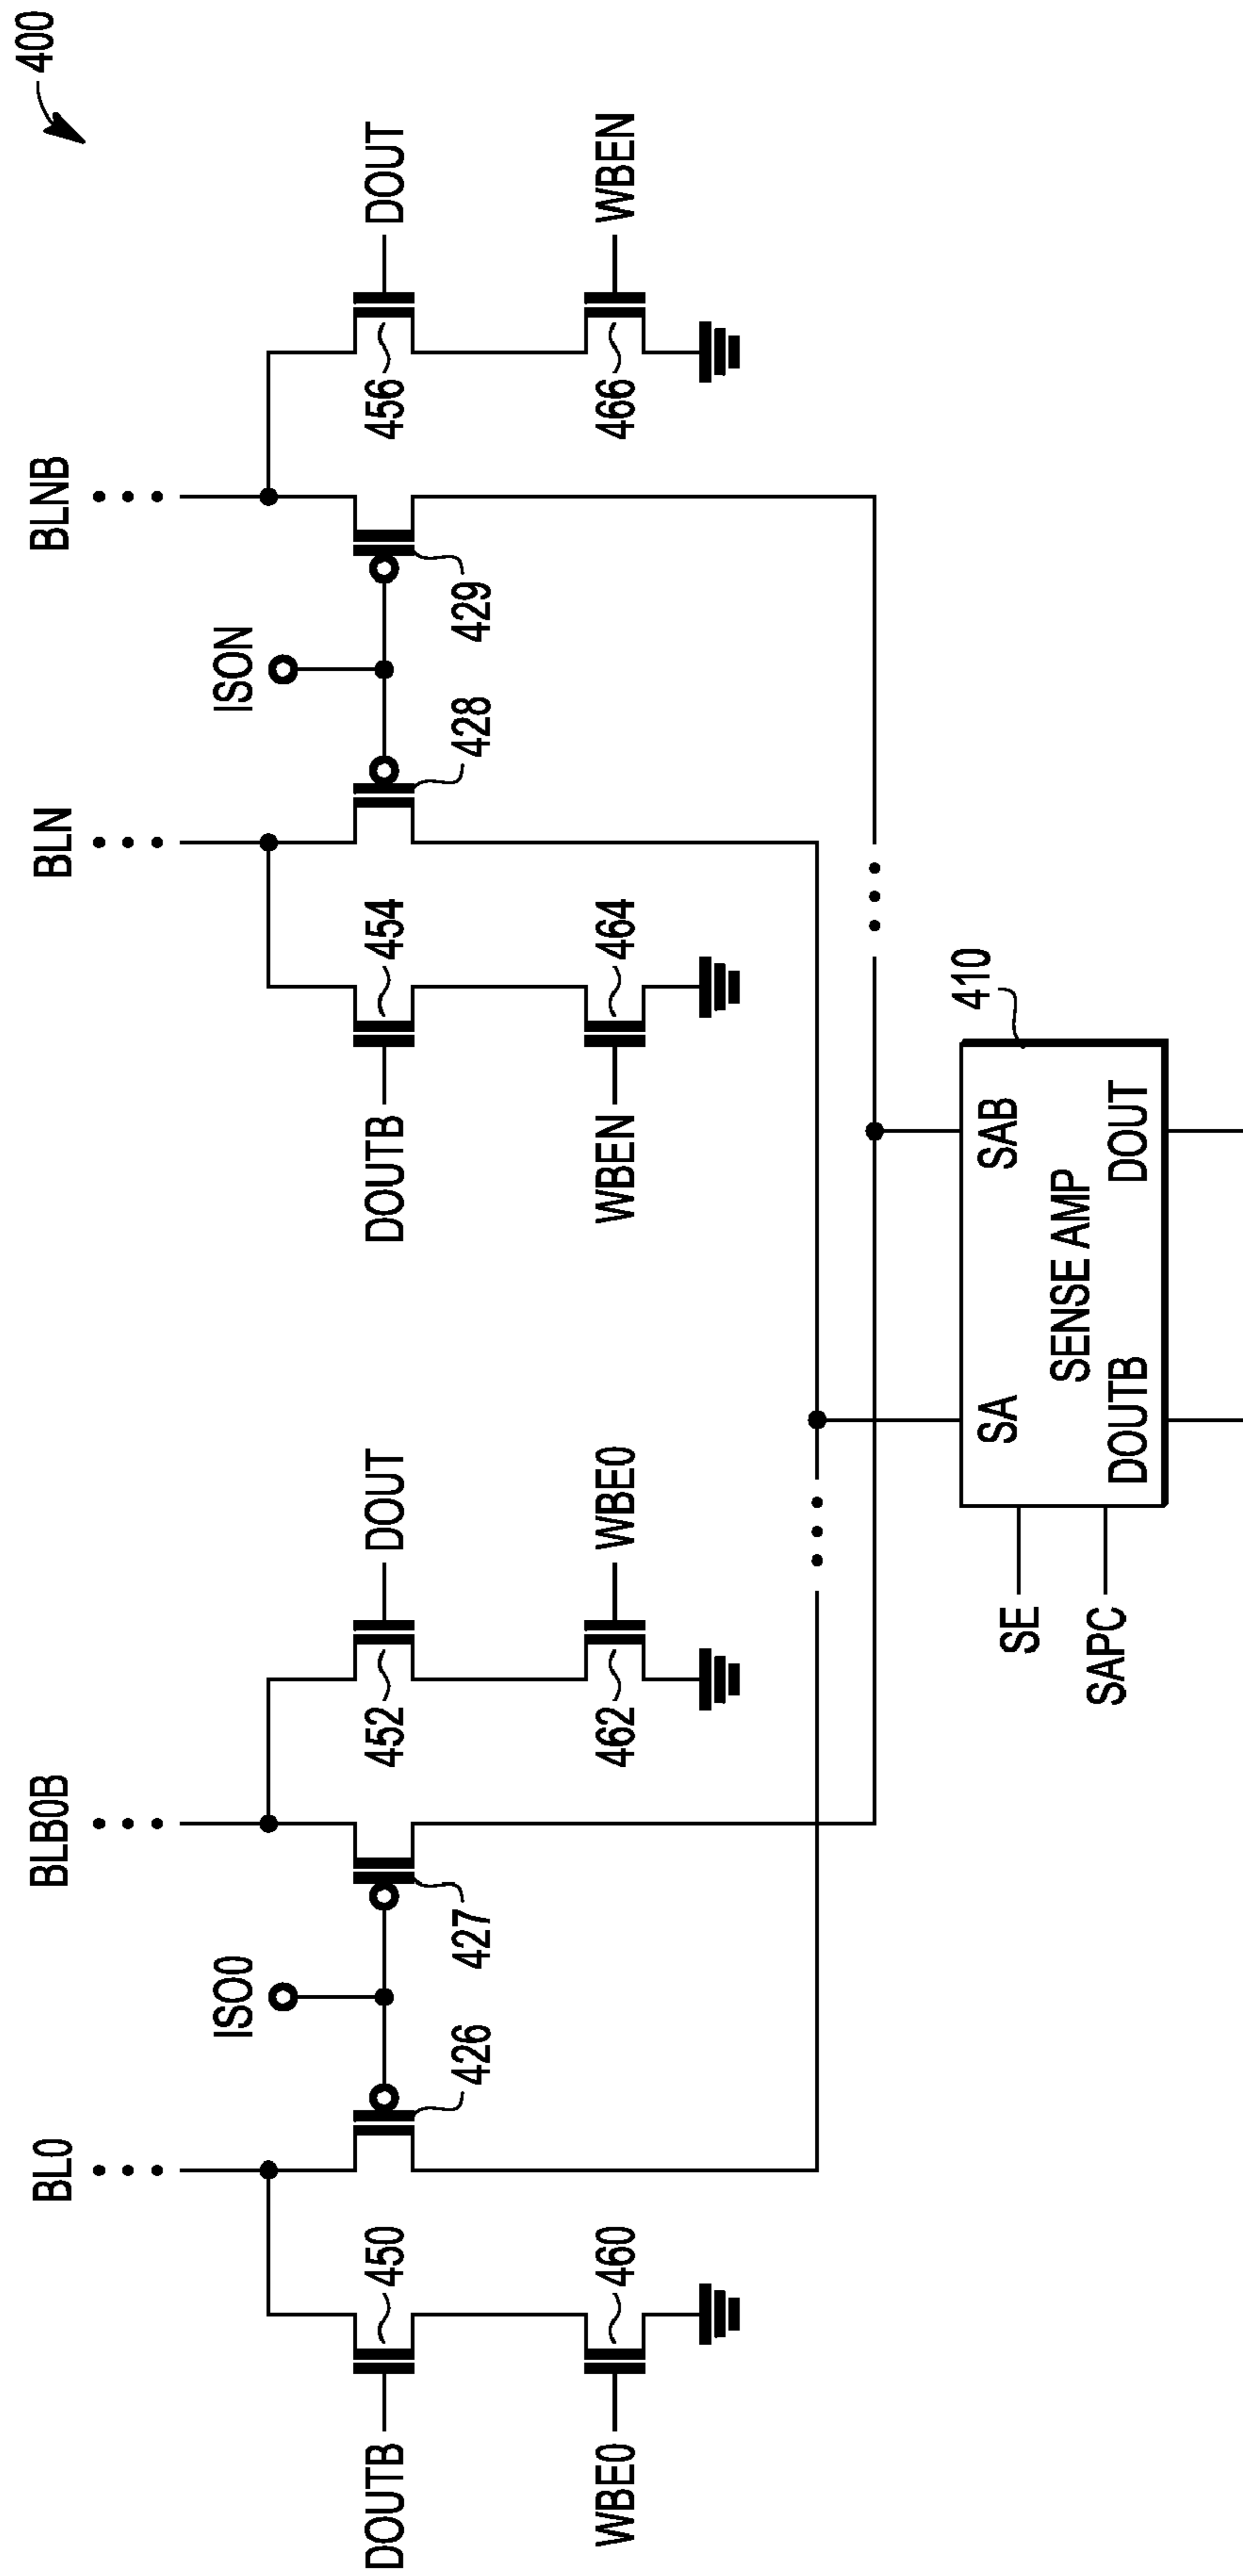 400
BL0
BLB0B
BLN
BLNB
ISO0
ISON
DOUTB
450
426
427
452
DOUT
DOUTB
454
428
429
456
DOUT
WBE0
460
462
WBE0
WBEN
464
466
WBEN
410
SE
SAPC
SA
SAB
SENSE AMP
DOUTB
DOUT